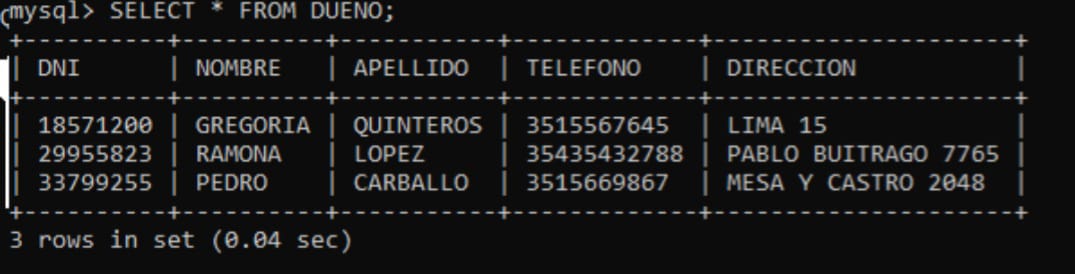 mysql> SELECT * FROM DUENO;
+----------+-----------+-----------+-------------+---------------------+
| DNI      | NOMBRE    | APELLIDO  | TELEFONO    | DIRECCION           |
+----------+-----------+-----------+-------------+---------------------+
| 18571200 | GREGORIA | QUINTEROS | 3515567645  | LIMA 15             |
| 29955823 | RAMONA   | LOPEZ     | 35435432788 | PABLO BUITRAGO 7765 |
| 33799255 | PEDRO    | CARBALLO  | 3515669867  | MESA Y CASTRO 2048  |
+----------+-----------+-----------+-------------+---------------------+
3 rows in set (0.04 sec)